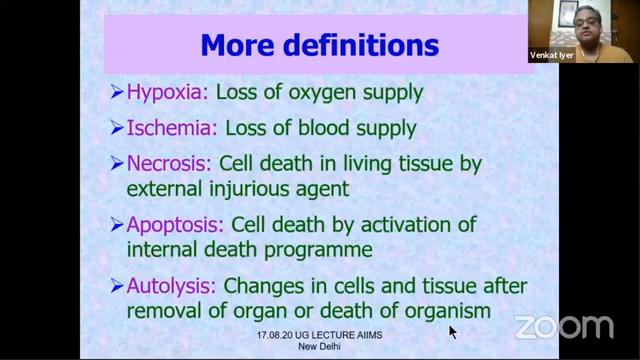 More definitions
Venkat Iyer
Hypoxia: Loss of oxygen supply
Ischemia: Loss of blood supply
Necrosis: Cell death in living tissue by
external injurious agent
Apoptosis: Cell death by activation of
internal death programme
Autolysis: Changes in cells and tissue after
removal of organ or death of organism
17.08.20 UG LECTURE AIIMS
New Delhi
zoom